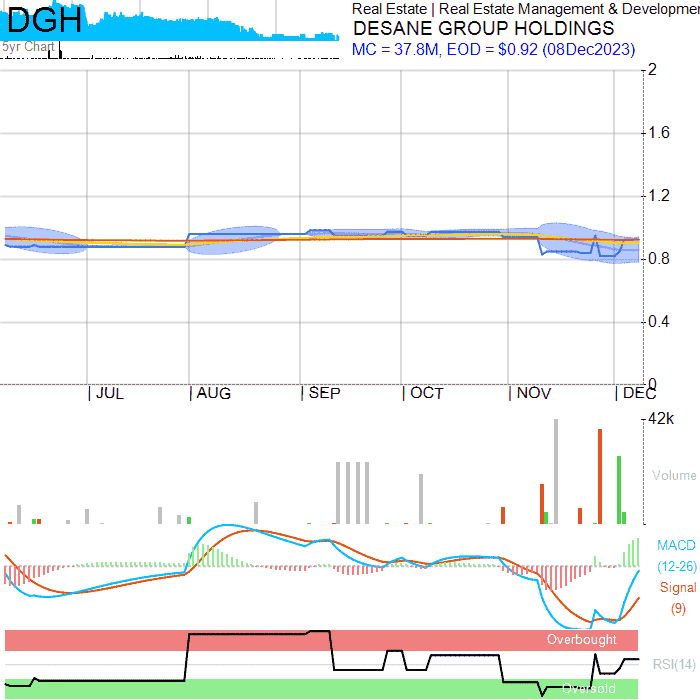 DGH
5yr Chart
Real Estate | Real Estate Management & Developmen
DESANE GROUP HOLDINGS
MC = 37.8M, EOD = $0.92 (08Dec2023)
2
1.6
1.2
0.8
0.4
0
JUL AUG SEP OCT NOV DEC
42k
Volume
MACD
(12-26)
Signal
(9)
Overbought
RSI(14)
Oversold